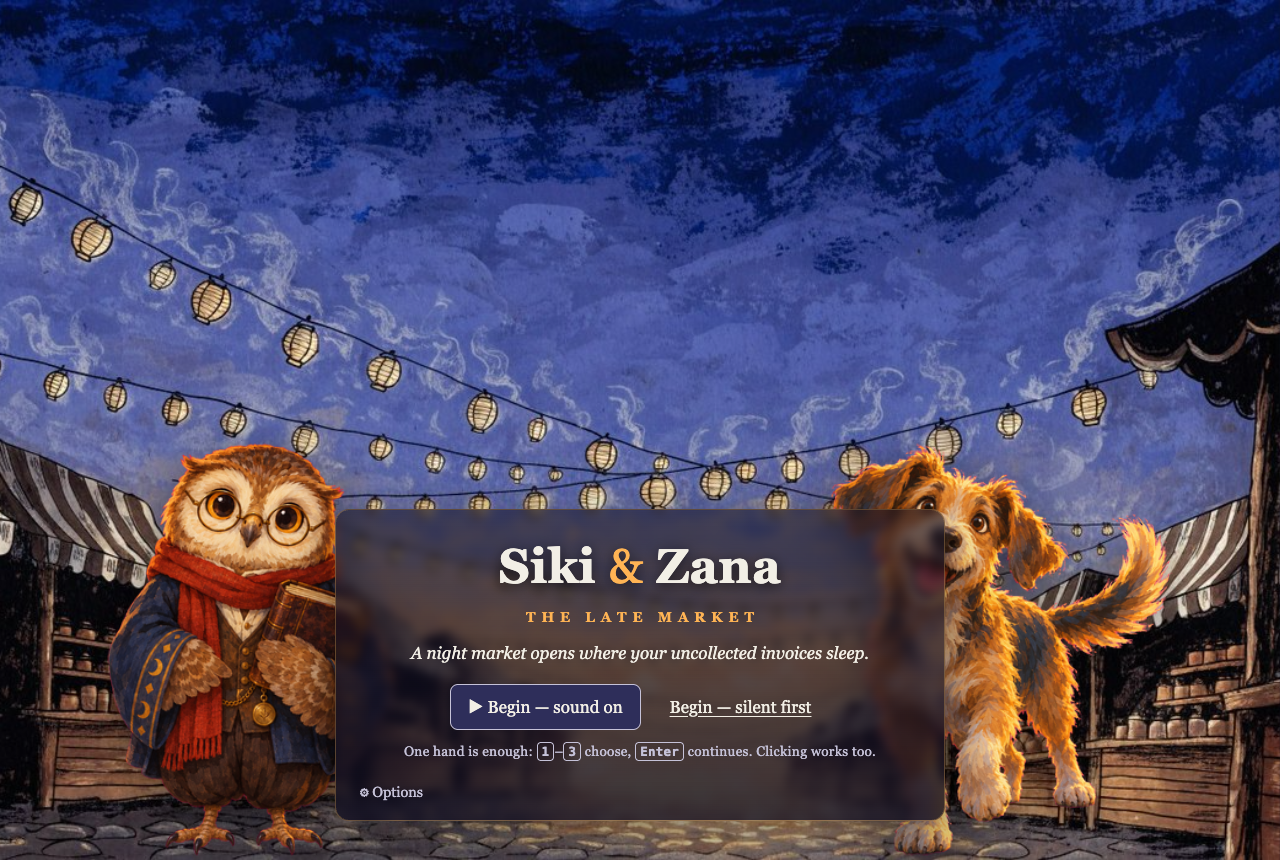 Siki & Zana
THE LATE MARKET
A night market opens where your uncollected invoices sleep.
▶ Begin — sound on
Begin — silent first
One hand is enough: 1–3 choose, Enter continues. Clicking works too.
⚙ Options